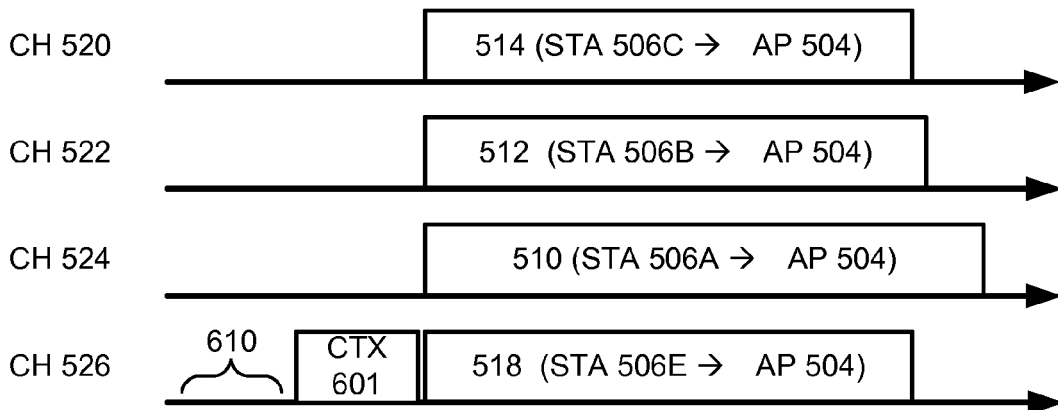 CH 520
514 (STA 506C → AP 504)
CH 522
512 (STA 506B → AP 504)
CH 524
510 (STA 506A → AP 504)
CH 526
610
CTX
601
518 (STA 506E → AP 504)